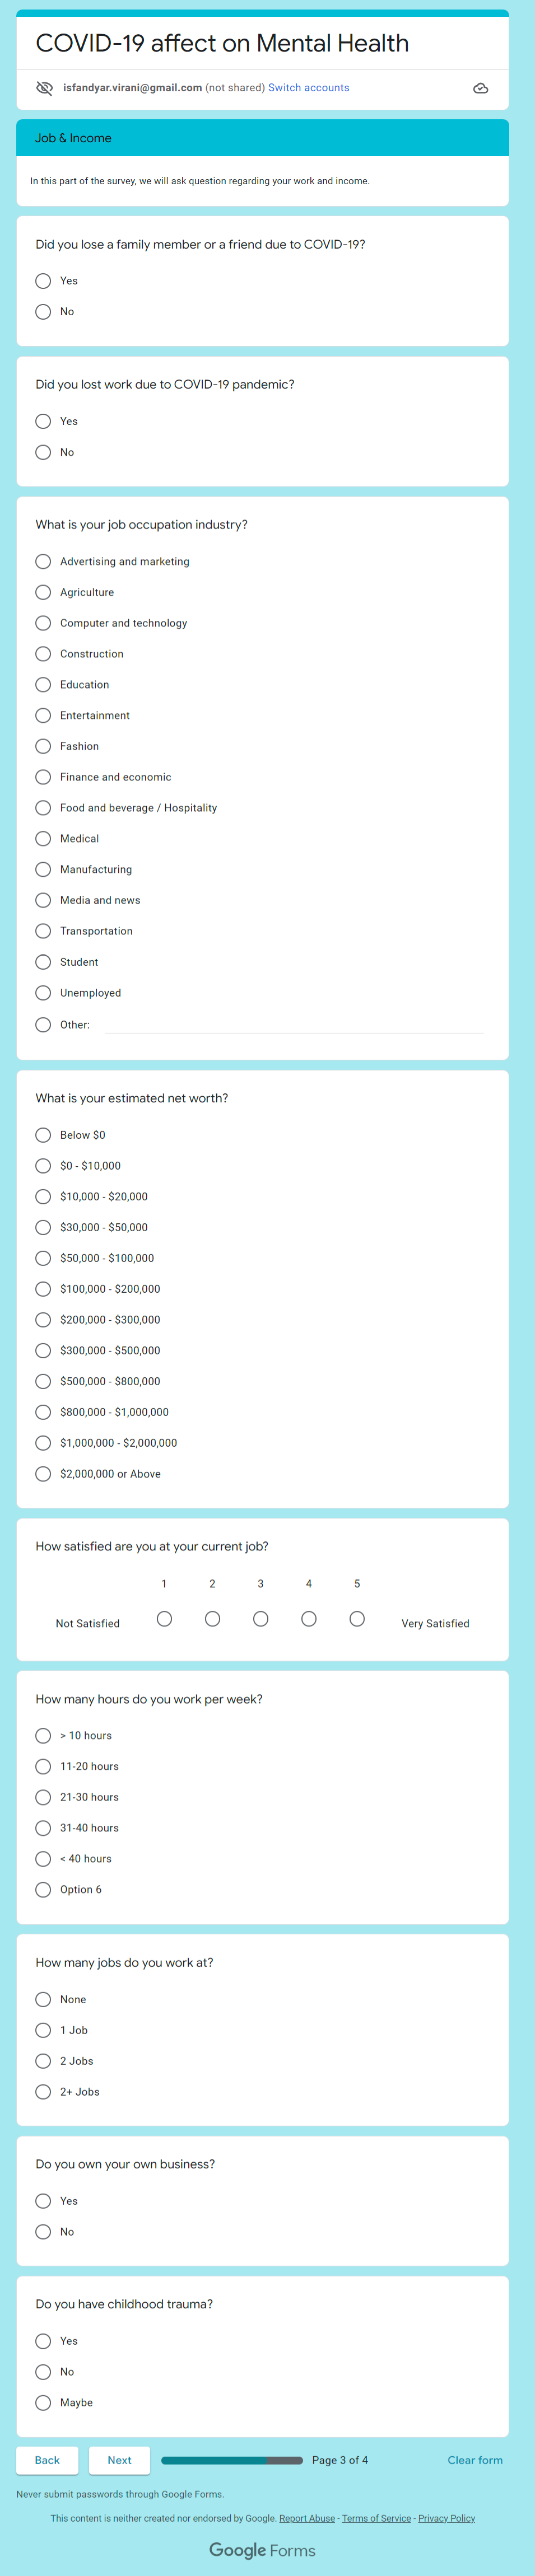 COVID-19 affect on Mental Health
isfandyar.virani@gmail.com (not shared) Switch accounts
Job & Income
In this part of the survey, we will ask question regarding your work and income.
Did you lose a family member or a friend due to COVID-19?
Yes
No
Did you lost work due to COVID-19 pandemic?
Yes
No
What is your job occupation industry?
Advertising and marketing
Agriculture
Computer and technology
Construction
Education
Entertainment
Fashion
Finance and economic
Food and beverage / Hospitality
Medical
Manufacturing
Media and news
Transportation
Student
Unemployed
Other:
What is your estimated net worth?
Below $0
$0 - $10,000
$10,000 - $20,000
$30,000 - $50,000
$50,000 - $100,000
$100,000 - $200,000
$200,000 - $300,000
$300,000 - $500,000
$500,000 - $800,000
$800,000 - $1,000,000
$1,000,000 - $2,000,000
$2,000,000 or Above
How satisfied are you at your current job?
1 2 3 4 5
Not Satisfied Very Satisfied
How many hours do you work per week?
> 10 hours
11-20 hours
21-30 hours
31-40 hours
< 40 hours
Option 6
How many jobs do you work at?
None
1 Job
2 Jobs
2+ Jobs
Do you own your own business?
Yes
No
Do you have childhood trauma?
Yes
No
Maybe
Back Next Page 3 of 4 Clear form
Never submit passwords through Google Forms.
This content is neither created nor endorsed by Google. Report Abuse - Terms of Service - Privacy Policy
Google Forms